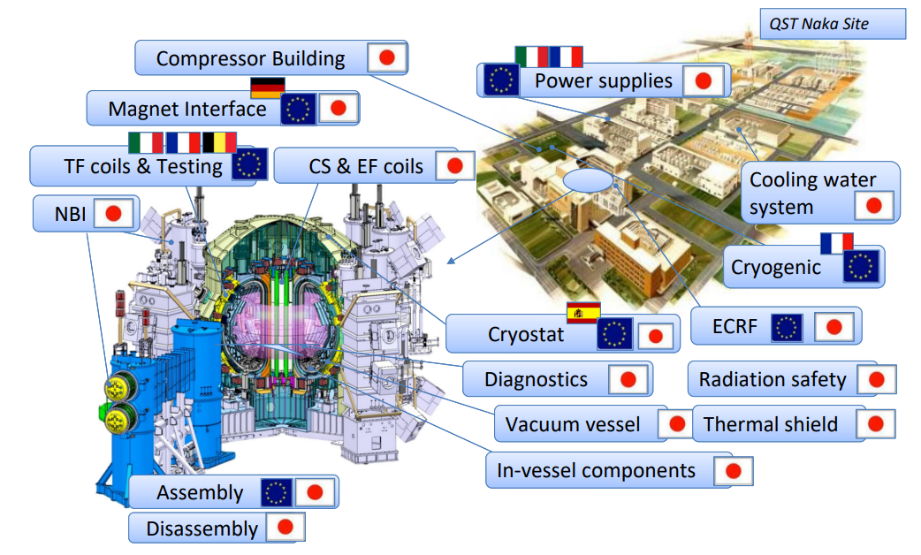 QST Naka Site
Compressor Building
Power supplies
Magnet Interface
TF coils & Testing
CS & EF coils
Cooling water
system
NBI
Cryogenic
Cryostat
ECRF
Diagnostics
Radiation safety
Vacuum vessel
Thermal shield
In-vessel components
Assembly
Disassembly